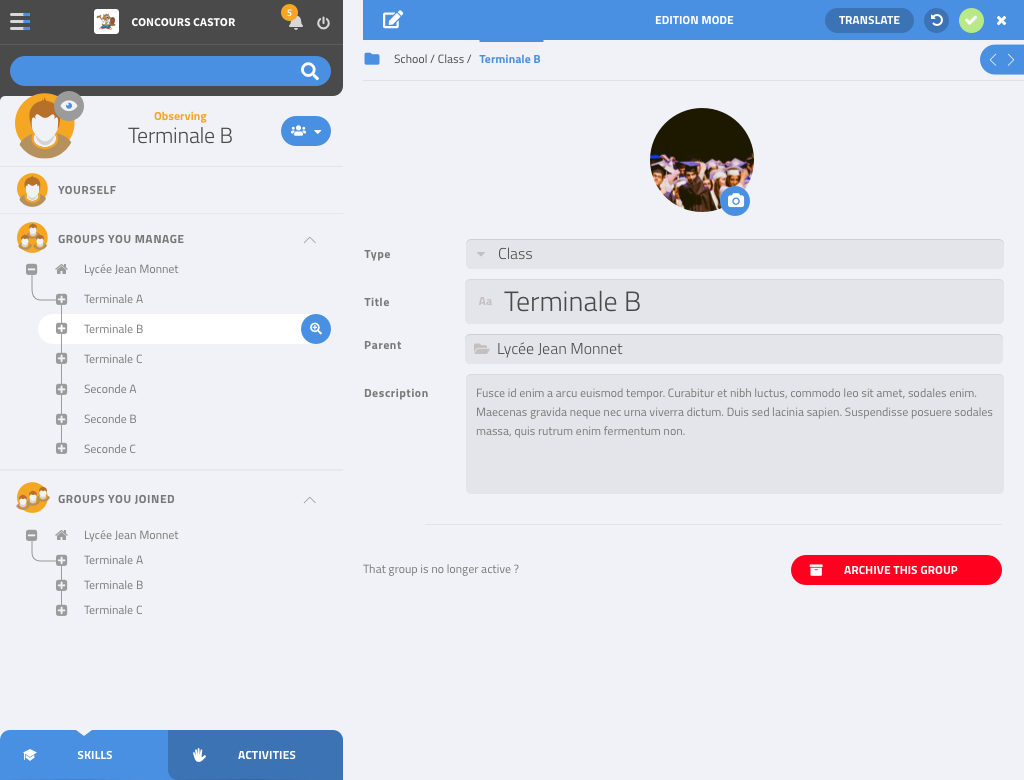 CONCOURS CASTOR
5
EDITION MODE
TRANSLATE
School / Class / Terminale B
Observing
Terminale B
YOURSELF
GROUPS YOU MANAGE
Lycée Jean Monnet
Terminale A
Terminale B
Terminale C
Seconde A
Seconde B
Seconde C
GROUPS YOU JOINED
Lycée Jean Monnet
Terminale A
Terminale B
Terminale C
SKILLS
ACTIVITIES
Type
Class
Title
Aa Terminale B
Parent
Lycée Jean Monnet
Description
Fusce id enim a arcu euismod tempor. Curabitur et nibh luctus, commodo leo sit amet, sodales enim.
Maecenas gravida neque nec urna viverra dictum. Duis sed lacinia sapien. Suspendisse posuere sodales
massa, quis rutrum enim fermentum non.
That group is no longer active ?
ARCHIVE THIS GROUP